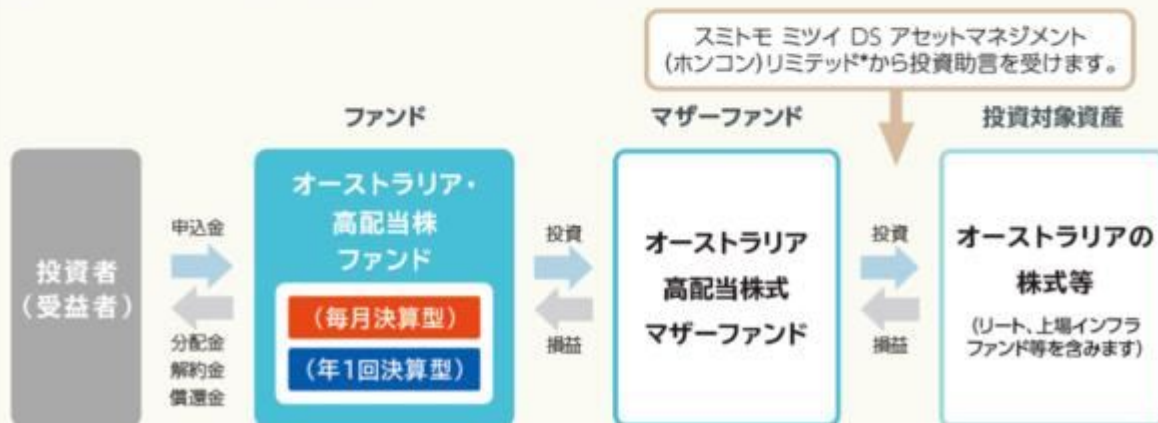 スミトモ ミツイ DS アセットマネジメント
(ホンコン)リミテッド*から投資助言を受けます。
ファンド
マザーファンド
投資対象資産
投資者
(受益者)
申込金
分配金
解約金
償還金
オーストラリア・
高配当株
ファンド
(毎月決算型)
(年1回決算型)
投資
損益
オーストラリア
高配当株式
マザーファンド
投資
損益
オーストラリアの
株式等
(リート、上場インフラ
ファンド等を含みます)